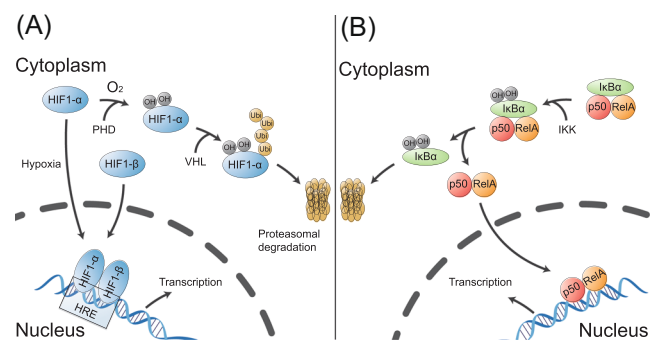 (A)
Cytoplasm
HIF1-α
O₂
PHD
OH OH
HIF1-α
VHL
OH OH
HIF1-α
Ubi
Ubi
Ubi
Ubi
Hypoxia
HIF1-β
Proteasomal
degradation
HIF1-α
HIF1-β
HRE
Transcription
Nucleus
(B)
Cytoplasm
IκBα
p50 RelA
IKK
OH OH
IκBα
p50 RelA
OH OH
IκBα
p50 RelA
p50 RelA
Transcription
Nucleus